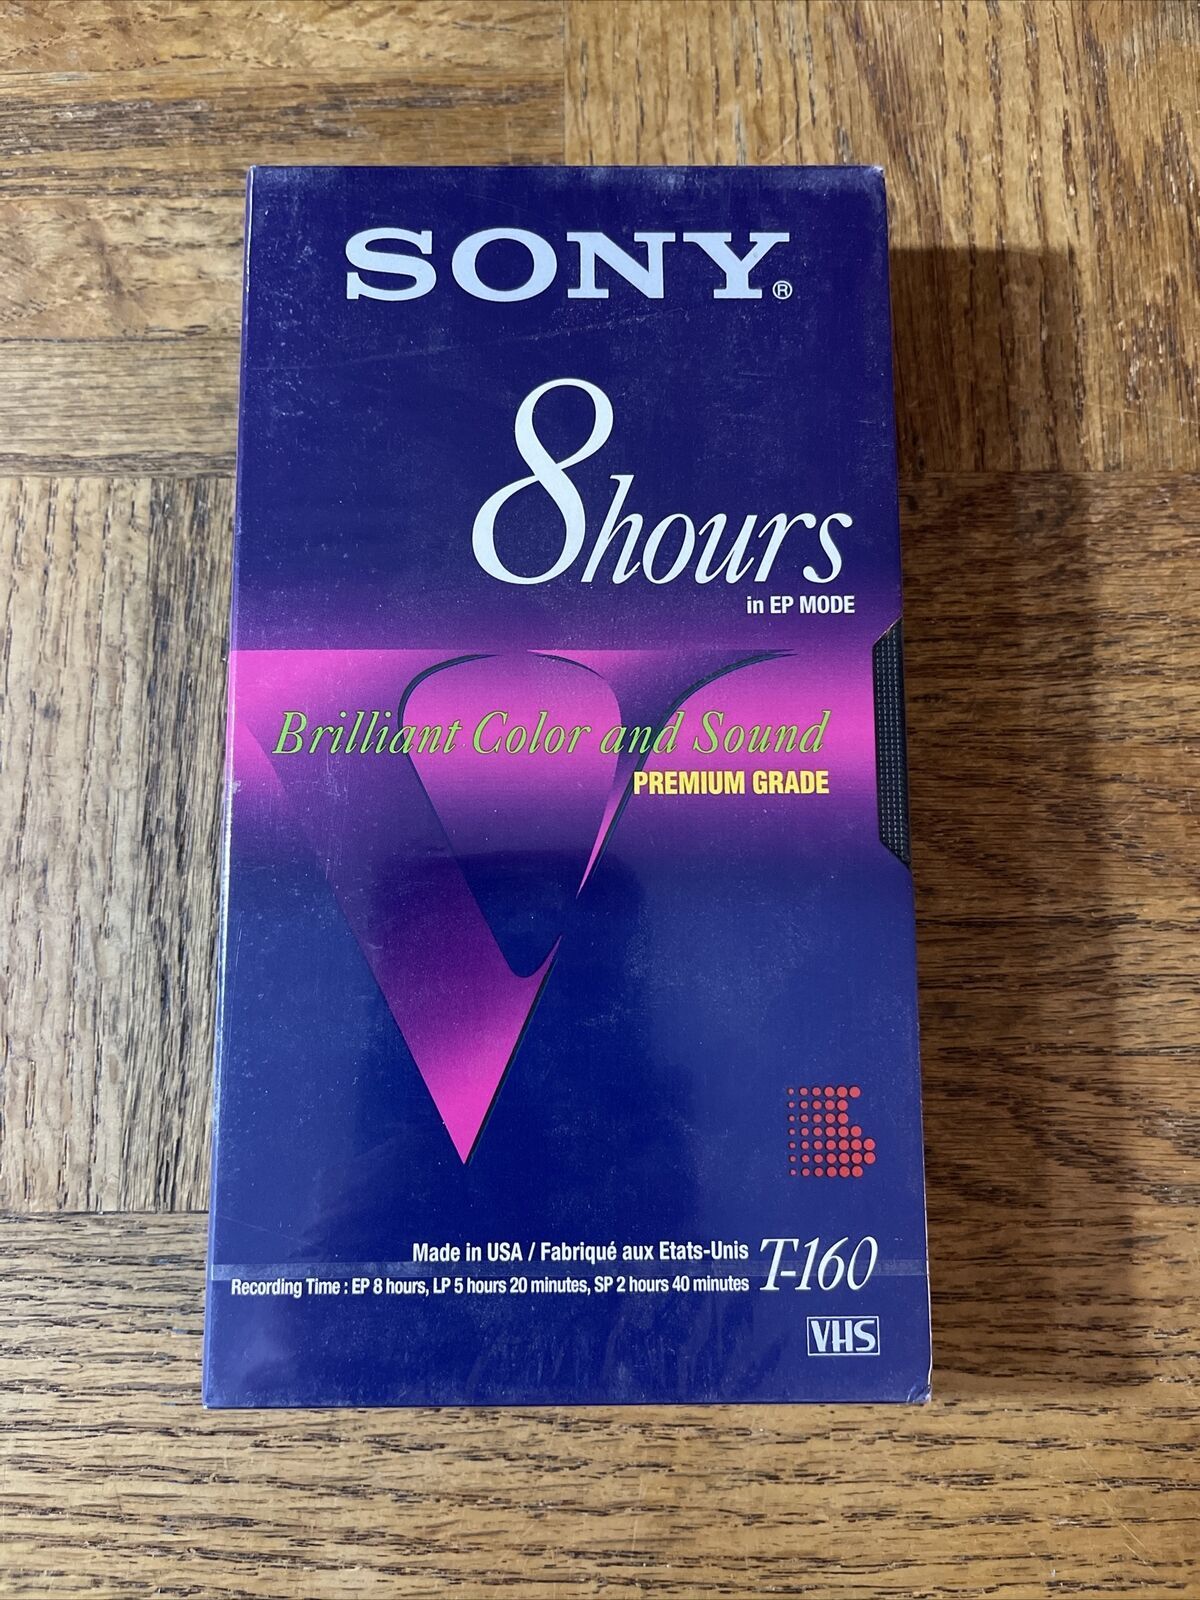 SONY®
8hours
in EP MODE
Brilliant Color and Sound
PREMIUM GRADE
Made in USA / Fabriqué aux Etats-Unis
Recording Time : EP 8 hours, LP 5 hours 20 minutes, SP 2 hours 40 minutes
T-160
VHS